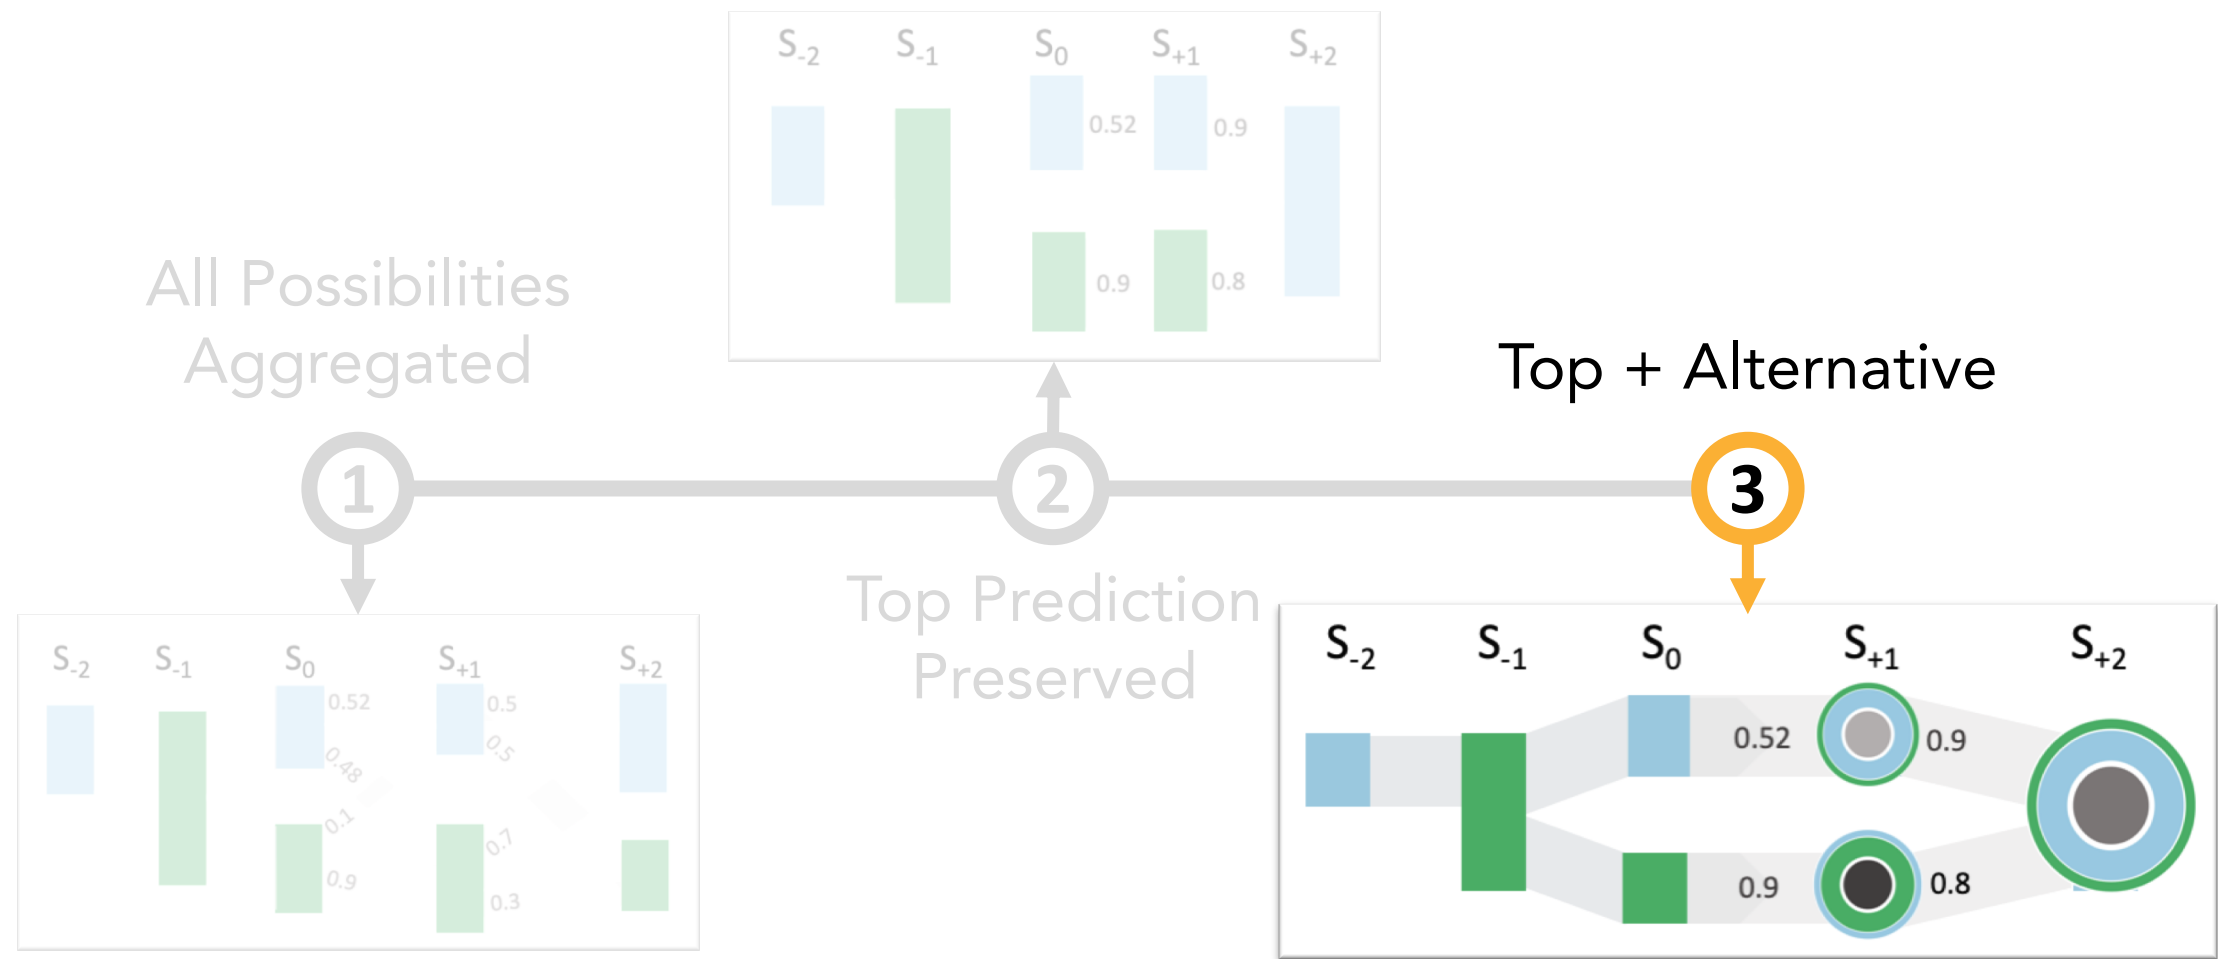 S-2 S-1 S0 S+1 S+2
0.52 0.9
0.9 0.8
All Possibilities
Aggregated
Top + Alternative
1 2 3
Top Prediction
Preserved
S-2 S-1 S0 S+1 S+2
0.52 0.5
0.48 0.5
0.1 0.7
0.9 0.3
S-2 S-1 S0 S+1 S+2
0.52 0.9
0.9 0.8